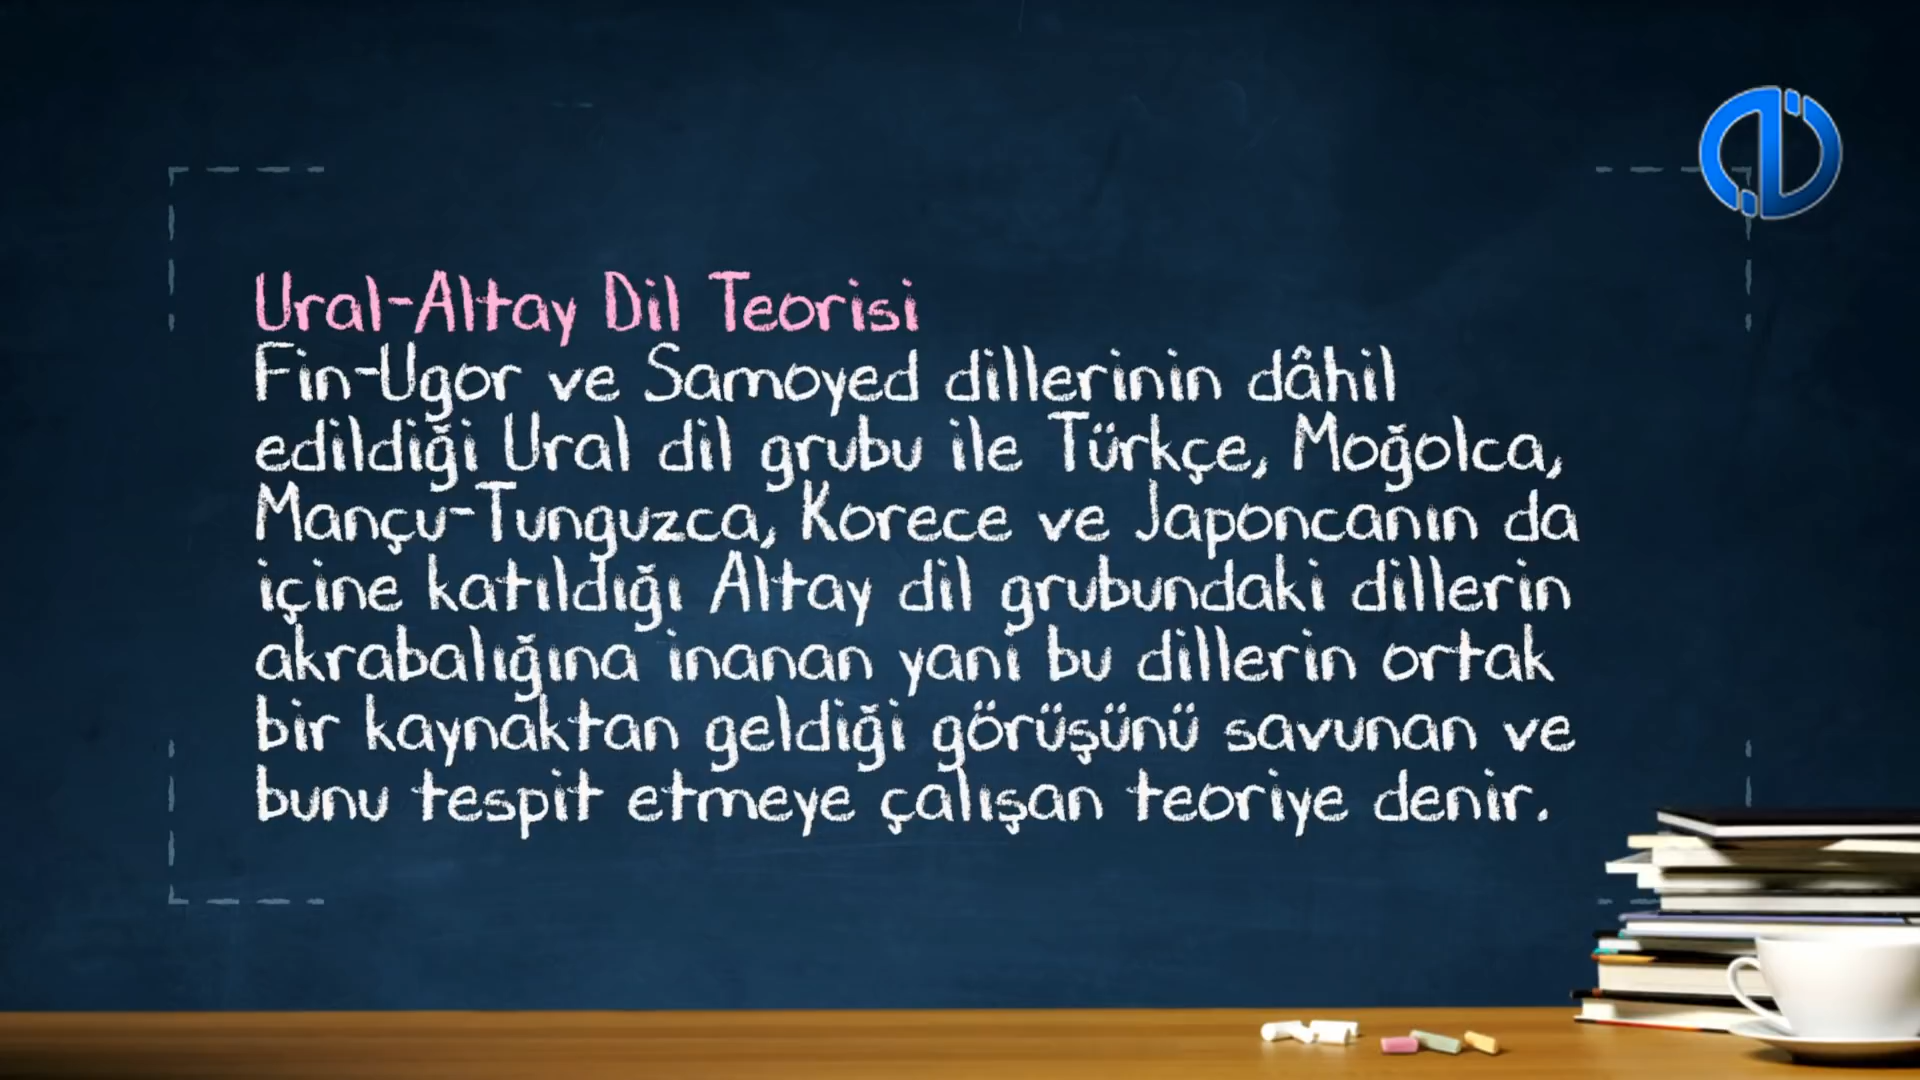 Ural-Altay Dil Teorisi
Fin-Ugor ve Samoyed dillerinin dâhil
edildiği Ural dil grubu ile Türkçe, Moğolca,
Mançu-Tunguzca, Korece ve Japoncanın da
içine katıldığı Altay dil grubundaki dillerin
akrabalığına inanan yani bu dillerin ortak
bir kaynaktan geldiği görüşünü savunan ve
bunu tespit etmeye çalışan teoriye denir.